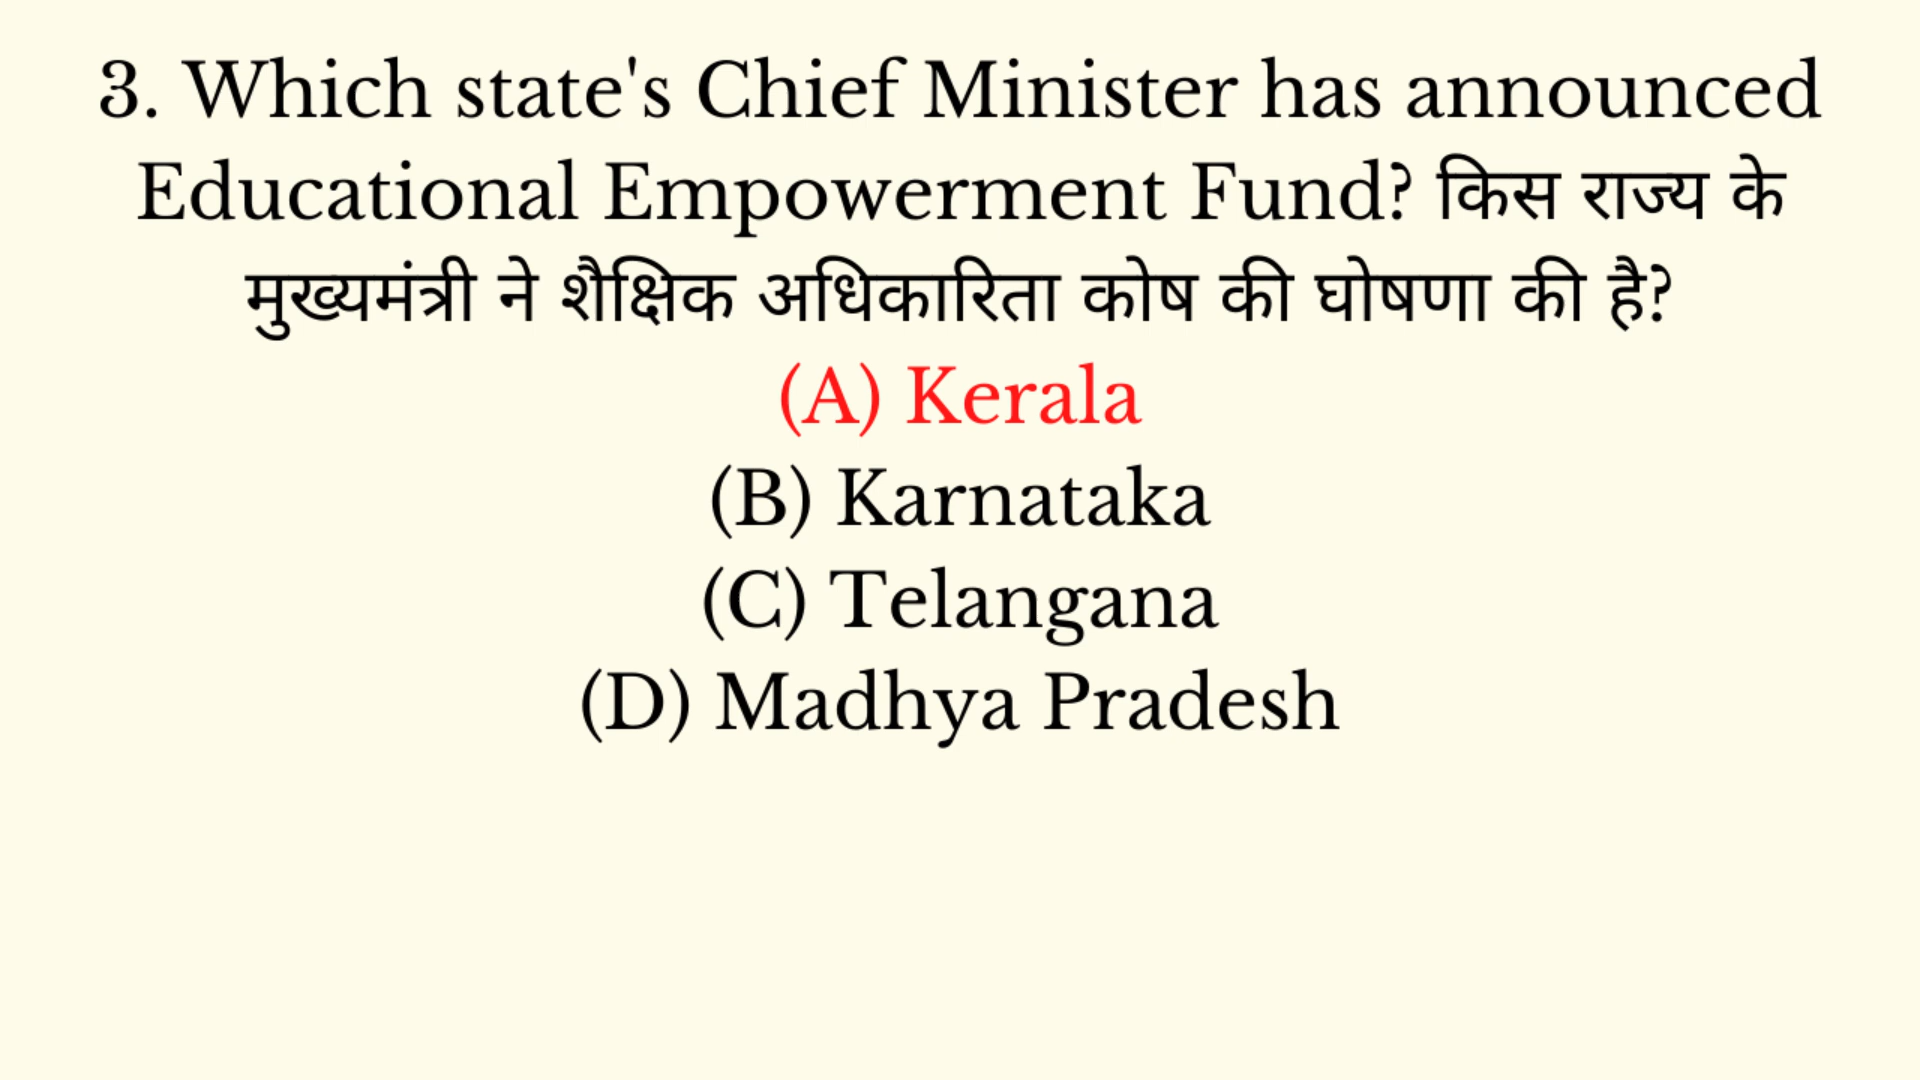 3. Which state's Chief Minister has announced
Educational Empowerment Fund? किस राज्य के
मुख्यमंत्री ने शैक्षिक अधिकारिता कोष की घोषणा की है?
(A) Kerala
(B) Karnataka
(C) Telangana
(D) Madhya Pradesh